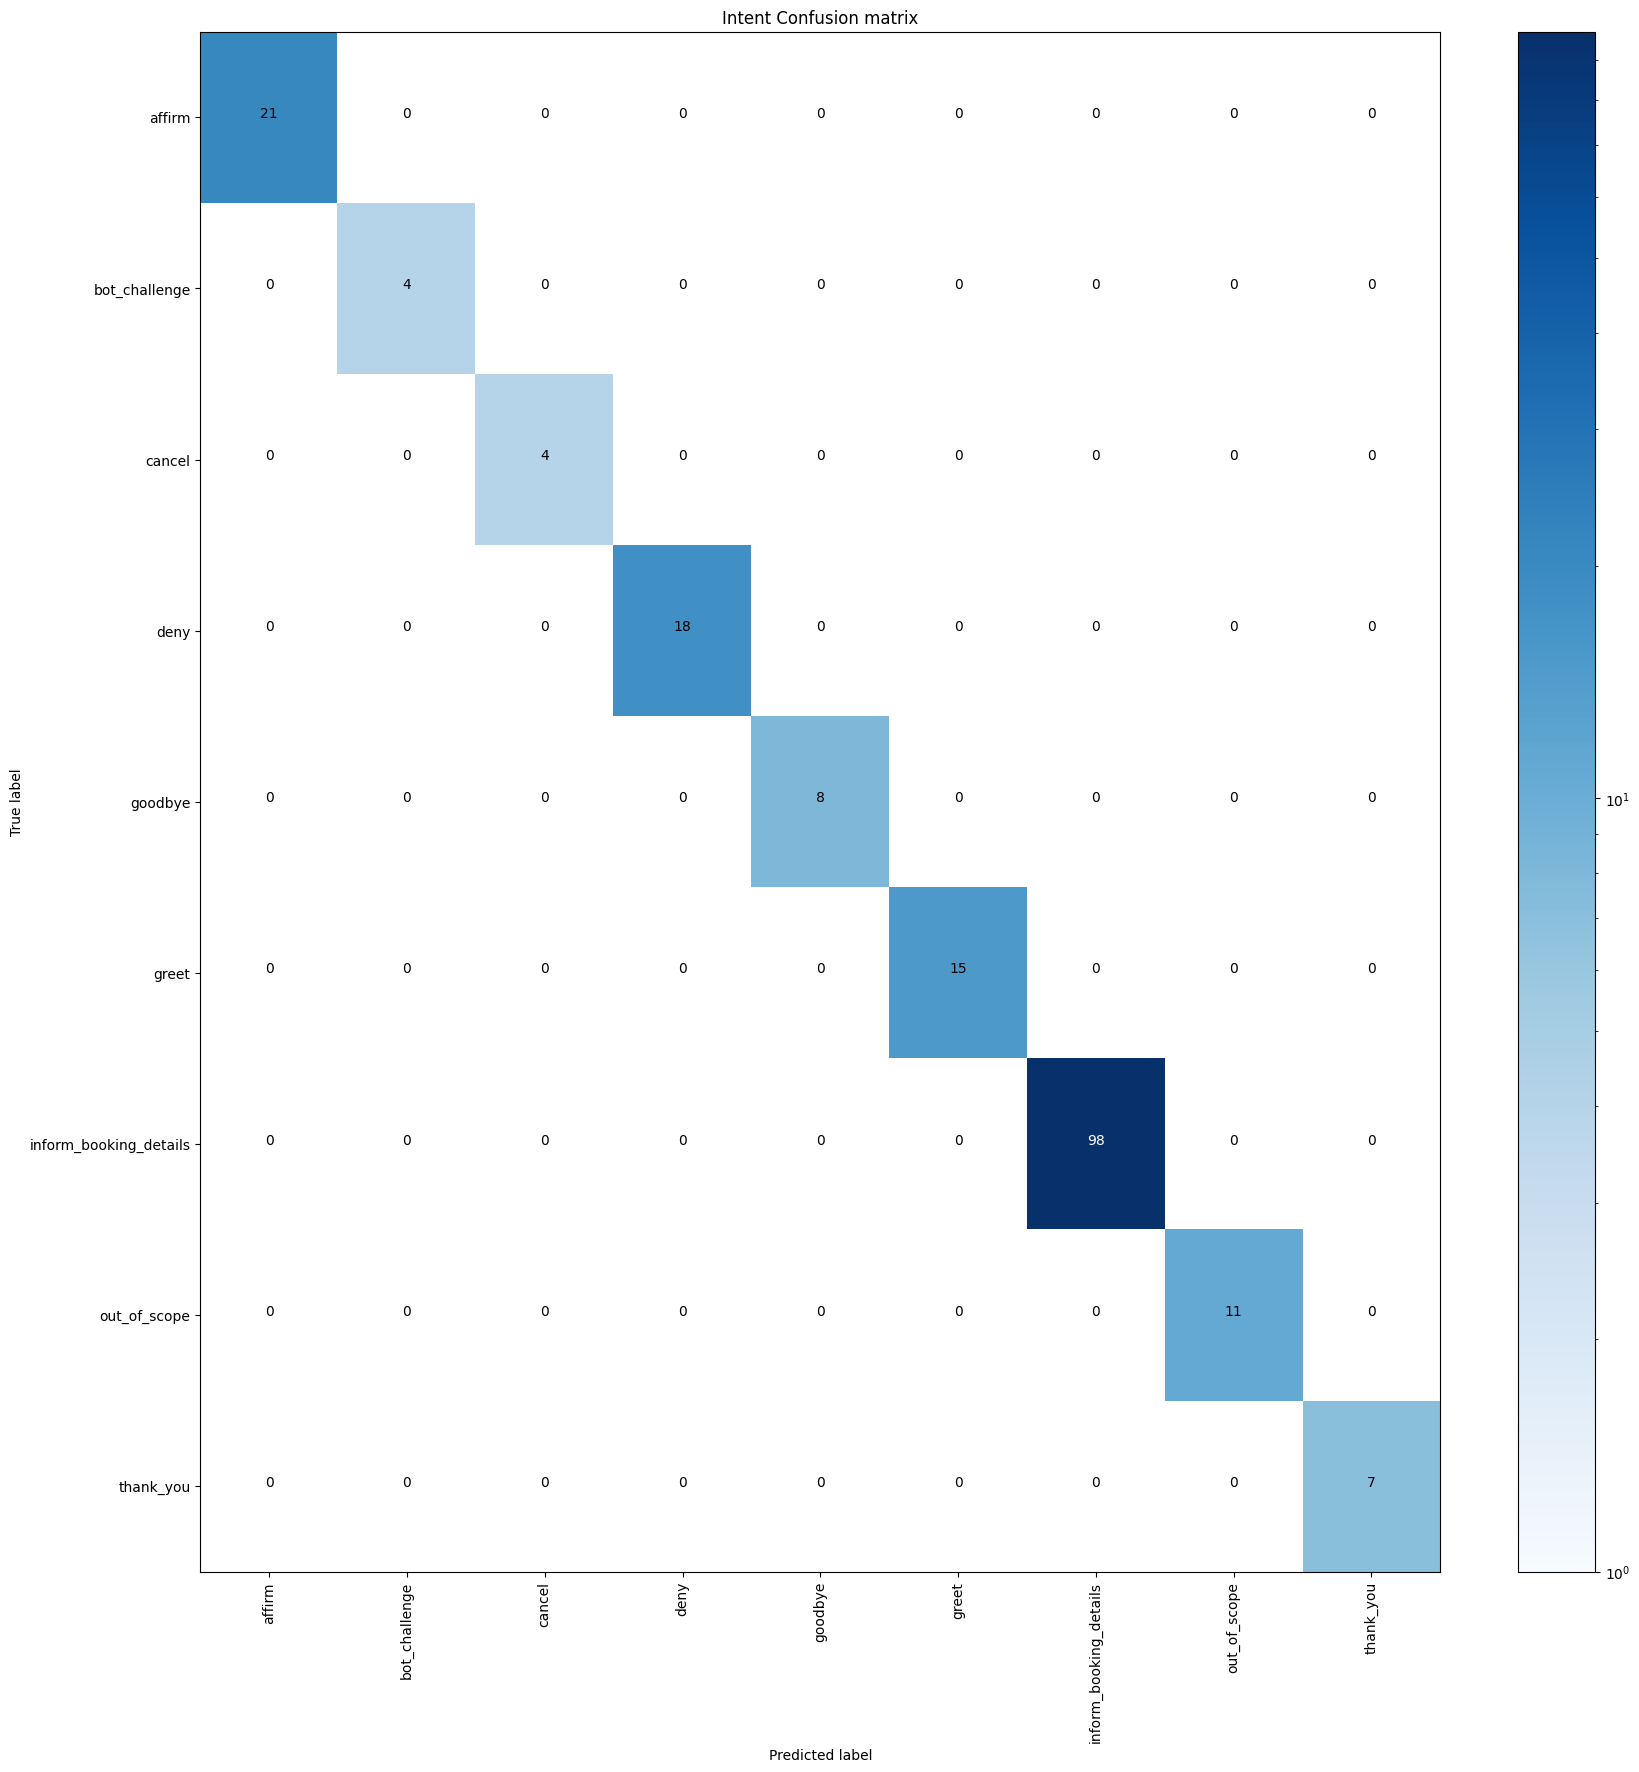 Intent Confusion matrix
affirm 21 0 0 0 0 0 0 0 0
bot_challenge 0 4 0 0 0 0 0 0 0
cancel 0 0 4 0 0 0 0 0 0
deny 0 0 0 18 0 0 0 0 0
goodbye 0 0 0 0 8 0 0 0 0
greet 0 0 0 0 0 15 0 0 0
inform_booking_details 0 0 0 0 0 0 98 0 0
out_of_scope 0 0 0 0 0 0 0 11 0
thank_you 0 0 0 0 0 0 0 0 7
True label
affirm
bot_challenge
cancel
deny
goodbye
greet
inform_booking_details
out_of_scope
thank_you
Predicted label
10¹
10⁰